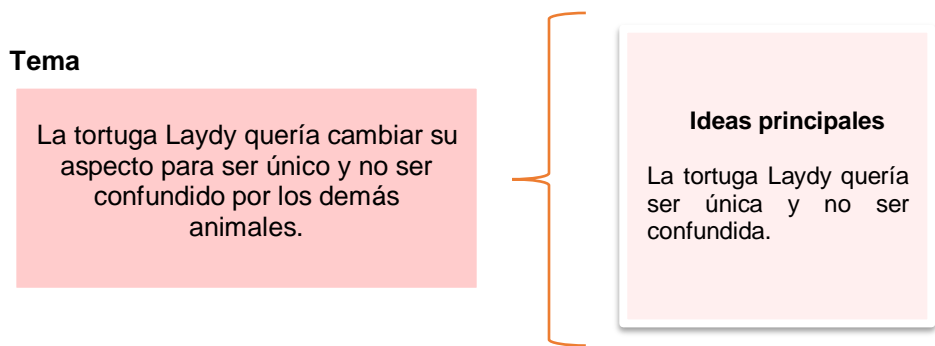 Tema
La tortuga Laydy quería cambiar su
aspecto para ser único y no ser
confundido por los demás
animales.
Ideas principales
La tortuga Laydy quería
ser única y no ser
confundida.